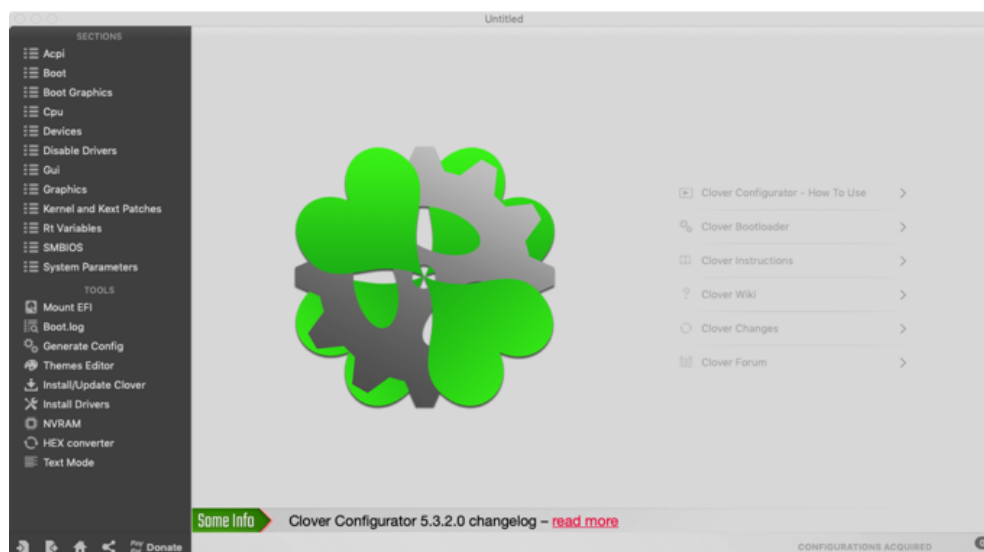 Untitled
SECTIONS
Acpi
Boot
Boot Graphics
Cpu
Devices
Disable Drivers
Gui
Graphics
Kernel and Kext Patches
Rt Variables
SMBIOS
System Parameters
TOOLS
Mount EFI
Boot.log
Generate Config
Themes Editor
Install/Update Clover
Install Drivers
NVRAM
HEX converter
Text Mode
Pay Pal Donate
Clover Configurator - How To Use
Clover Bootloader
Clover Instructions
Clover Wiki
Clover Changes
Clover Forum
Some Info Clover Configurator 5.3.2.0 changelog – read more
CONFIGURATIONS ACQUIRED